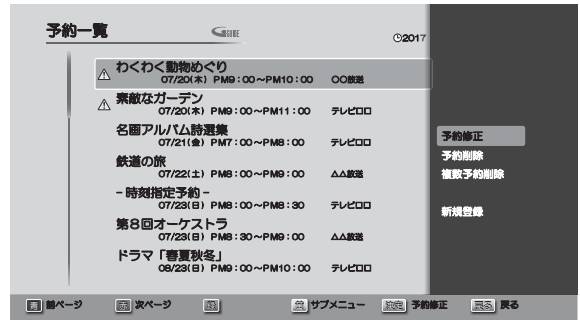 予約一覧
G GUIDE
2017
わくわく動物めぐり
07/20(木) PM9:00〜PM10:00 〇〇放送
素敵なガーデン
07/20(木) PM9:00〜PM11:00 テレビ□□
名画アルバム詩選集
07/21(金) PM7:00〜PM8:00 テレビ□□
鉄道の旅
07/22(土) PM8:00〜PM9:00 △△放送
- 時刻指定予約 -
07/23(日) PM8:00〜PM8:30 テレビ□□
第8回オーケストラ
07/23(日) PM8:30〜PM9:00 △△放送
ドラマ「春夏秋冬」
08/23(日) PM9:00〜PM10:00 テレビ□□
予約修正
予約削除
複数予約削除
新規登録
青 前ページ 赤 次ページ 緑 黄 サブメニュー 決定 予約修正 戻る 戻る